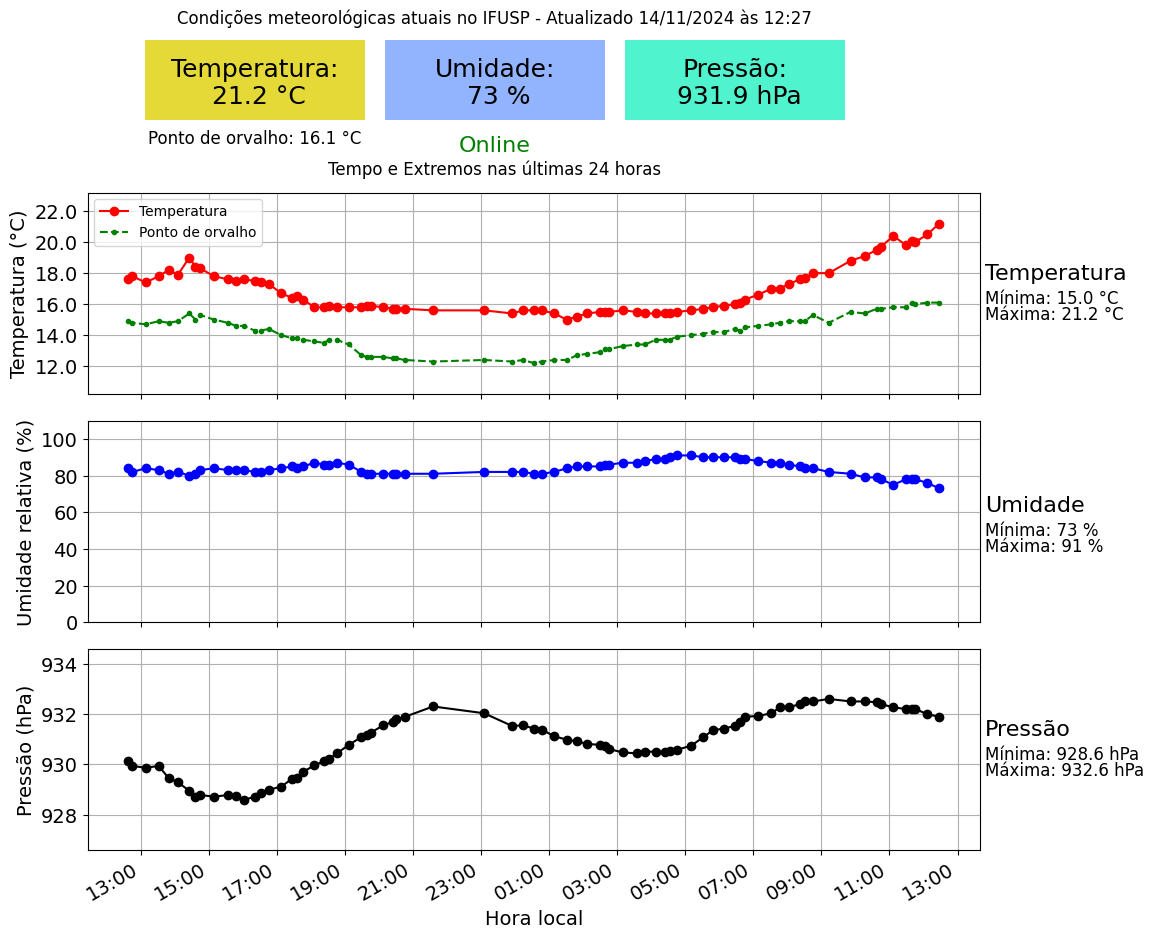 Condições meteorológicas atuais no IFUSP - Atualizado 14/11/2024 às 12:27
Temperatura:
21.2 °C
Umidade:
73 %
Pressão:
931.9 hPa
Ponto de orvalho: 16.1 °C
Online
Tempo e Extremos nas últimas 24 horas
Temperatura (°C)
22.0
20.0
18.0
16.0
14.0
12.0
Temperatura
Ponto de orvalho
Temperatura
Mínima: 15.0 °C
Máxima: 21.2 °C
Umidade relativa (%)
100
80
60
40
20
0
Umidade
Mínima: 73 %
Máxima: 91 %
Pressão (hPa)
934
932
930
928
Pressão
Mínima: 928.6 hPa
Máxima: 932.6 hPa
13:00
15:00
17:00
19:00
21:00
23:00
01:00
03:00
05:00
07:00
09:00
11:00
13:00
Hora local